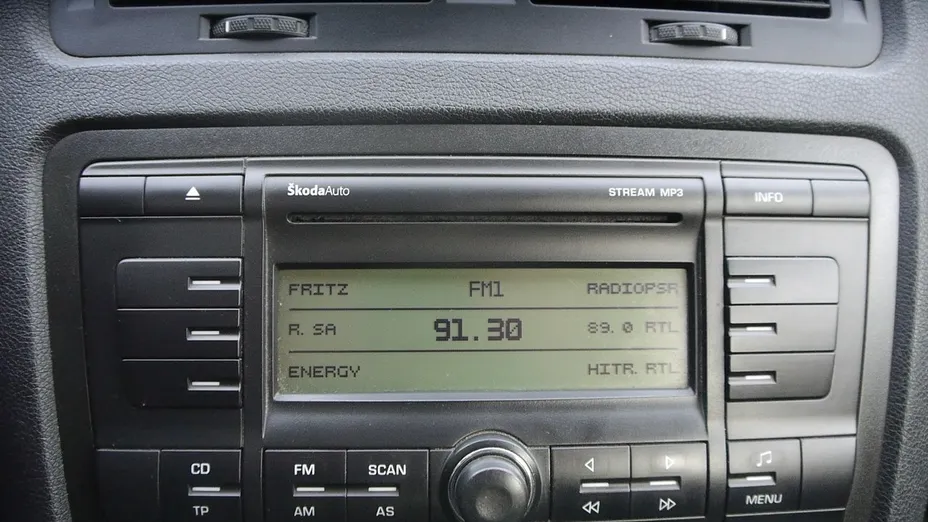 ŠkodaAuto STREAM MP3 INFO
FRITZ FM1 RADIOPSR
R. SA 91.30 89.0 RTL
ENERGY HITR. RTL
CD FM SCAN
TP AM AS MENU